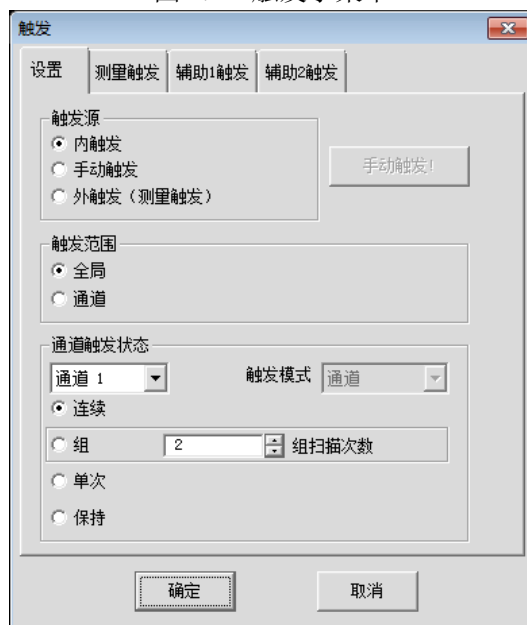 触发
设置 测量触发 辅助1触发 辅助2触发
触发源
内触发
手动触发
手动触发!
外触发（测量触发）
触发范围
全局
通道
通道触发状态
通道 1 触发模式 通道
连续
组 2 组扫描次数
单次
保持
确定 取消